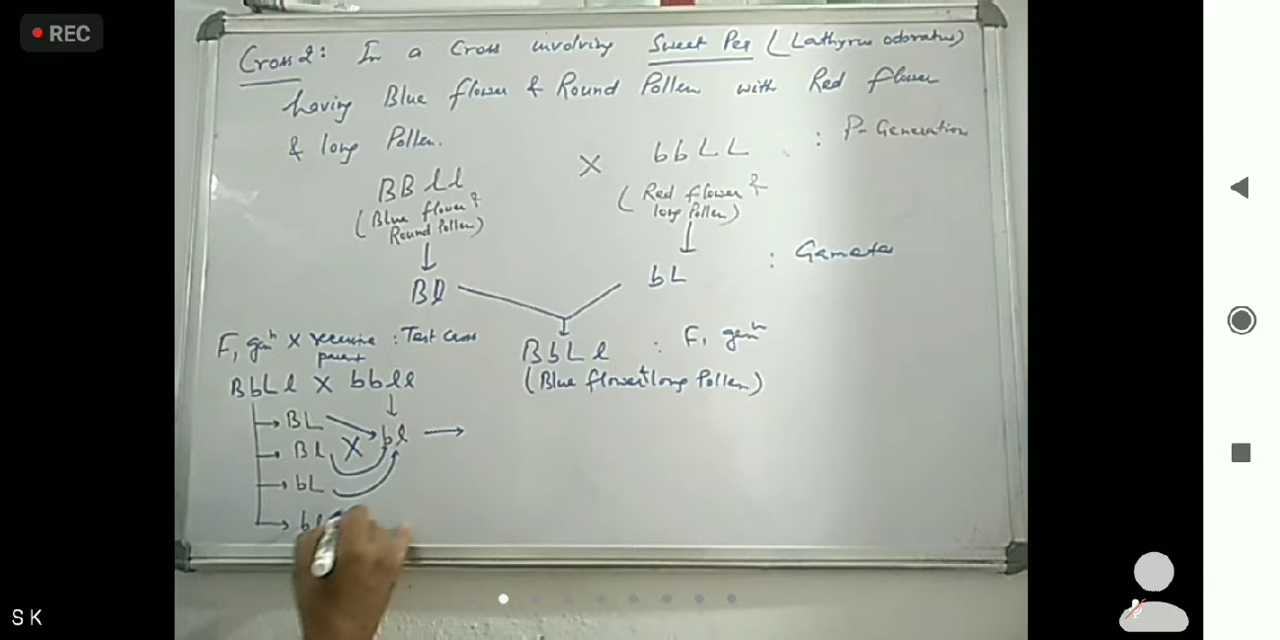 REC
Cross 2: In a Cross involving Sweet Pea (Lathyrus odoratus)
having Blue flower & Round Pollen with Red flower
& long Pollen.
BBll X bbLL : P-Generation
(Blue flower & Round Pollen)
(Red flower & long Pollen)
Bl bL : Gametes
BbLl : F1 genn
(Blue flower + long Pollen)
F1 genn X recessive parent : Test Cross
BbLl X bbll
BL
Bl X bl
bL
bl
S K